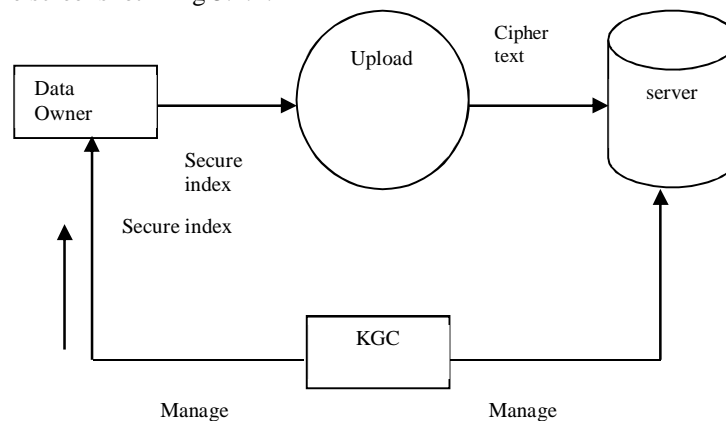 Upload
Cipher
text
Data
Owner
server
Secure
index
Secure index
KGC
Manage
Manage